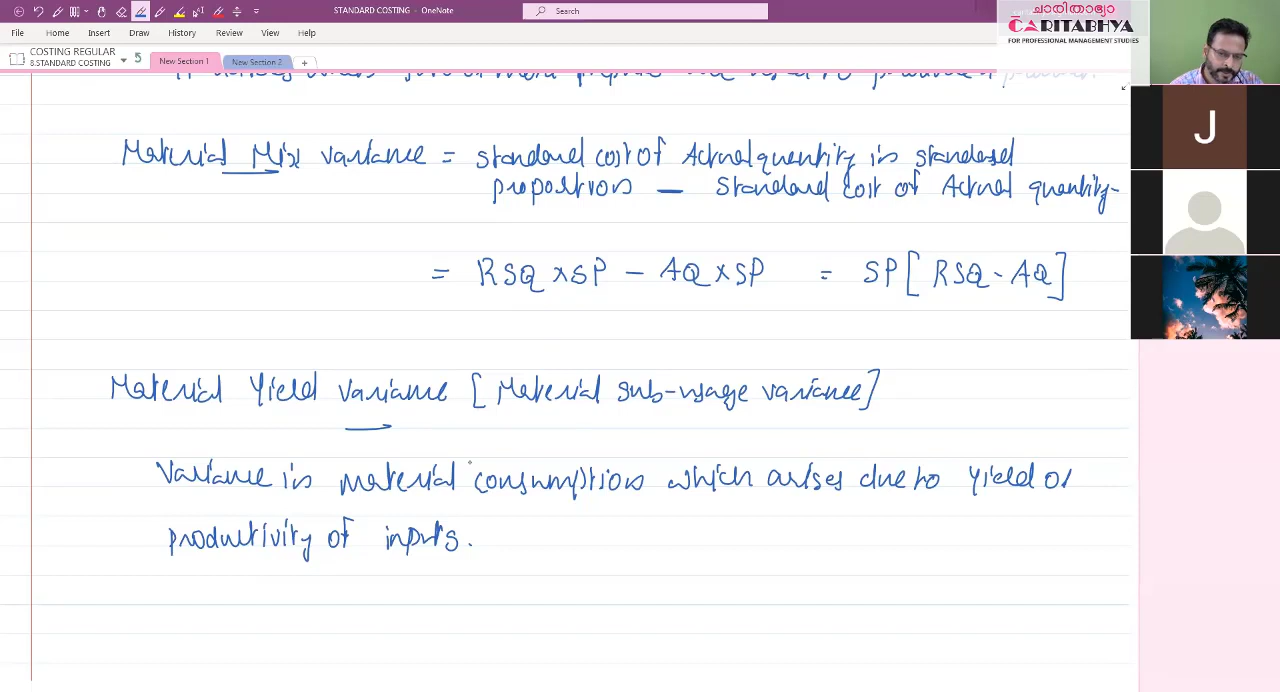 STANDARD COSTING - OneNote
Search
File Home Insert Draw History Review View Help
COSTING REGULAR
8.STANDARD COSTING
New Section 1
New Section 2
ചാരിതാഭ്യാ
CARITABHYA
FOR PROFESSIONAL MANAGEMENT STUDIES
Material Mix variance = standard cost of Actual quantity in standard
proportions — standard cost of Actual quantity-
= RSQ × SP − AQ × SP = SP [ RSQ - AQ ]
Material Yield variance [Material sub-usage variance]
Variance in material consumption which arises due to yield or
productivity of inputs.
J